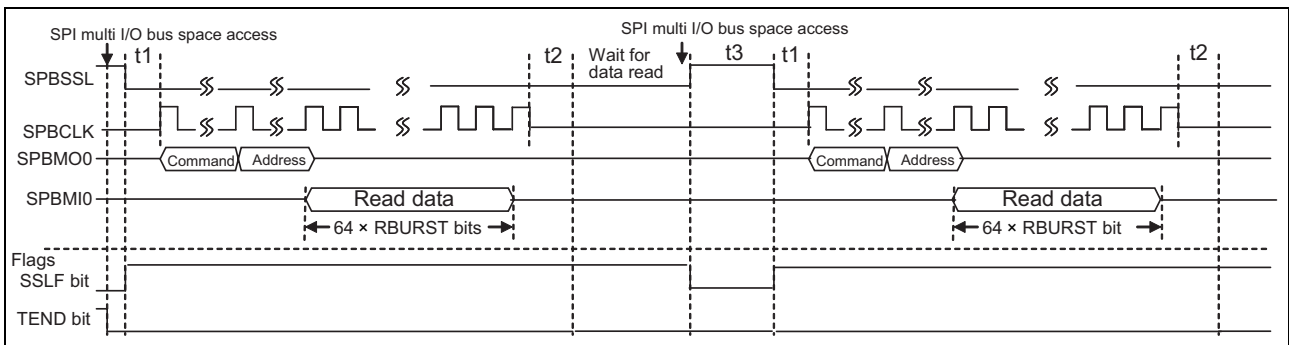 SPI multi I/O bus space access
SPI multi I/O bus space access
t1
t2
Wait for
data read
t3
t1
t2
SPBSSL
SPBCLK
SPBMO0
Command
Address
Command
Address
SPBMI0
Read data
Read data
64 × RBURST bits
64 × RBURST bit
Flags
SSLF bit
TEND bit